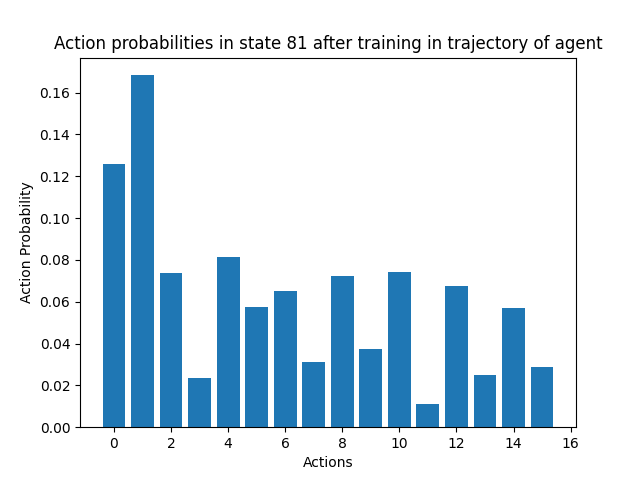 Action probabilities in state 81 after training in trajectory of agent
0.16
0.14
0.12
0.10
0.08
0.06
0.04
0.02
0.00
Action Probability
0 2 4 6 8 10 12 14 16
Actions